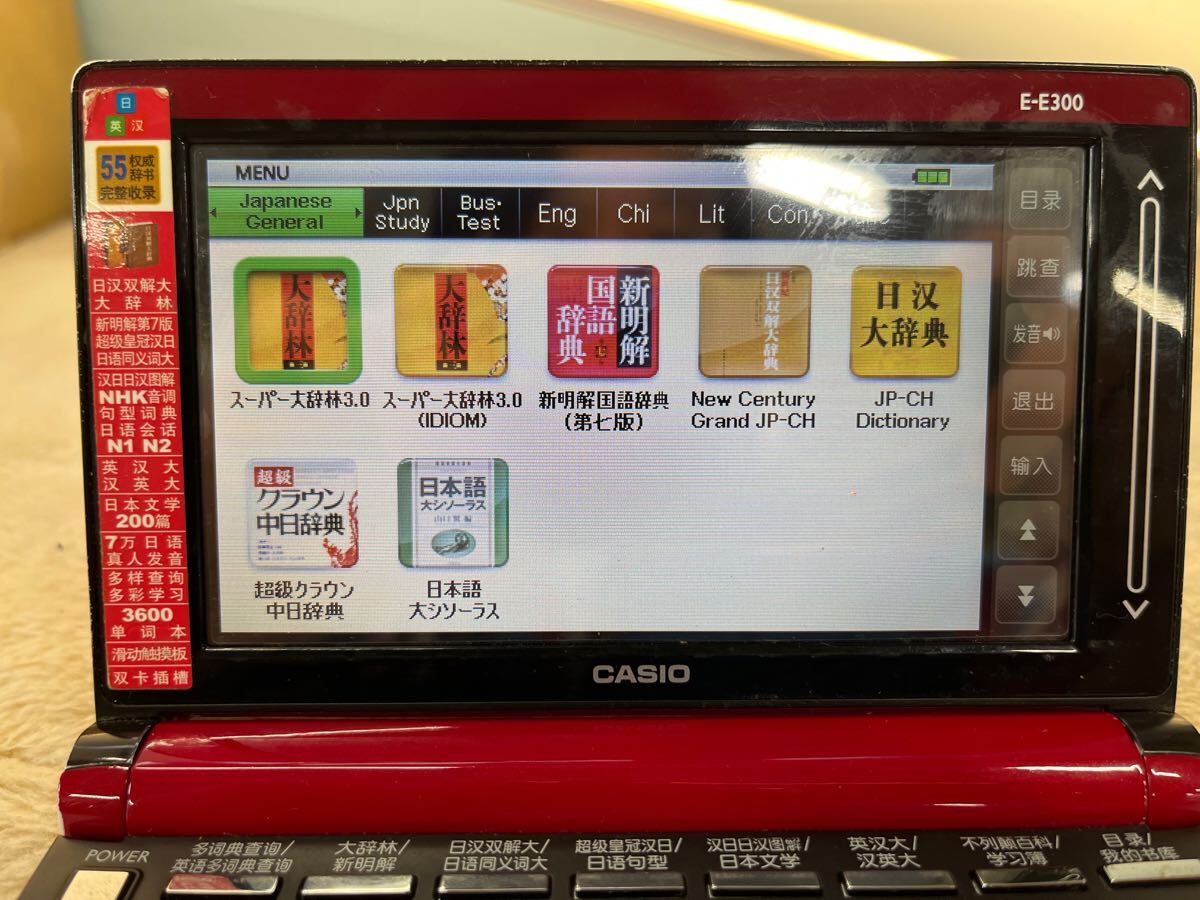 E-E300
日
英 汉
55 权威
辞书
完整收录
日汉双解大
大辞林
新明解第7版
超级皇冠汉日
日语同义词大
汉日日汉图解
NHK音调
句型词典
日语会话
N1 N2
英汉大
汉英大
日本文学
200篇
7万日语
真人发音
多样查询
多彩学习
3600
单词本
滑动触摸板
双卡插槽
MENU
Japanese
General
Jpn
Study
Bus·
Test
Eng
Chi
Lit
Con
大辞林
大辞林
新明解
国語
辞典
日汉双解大辞典
日汉
大辞典
スーパー大辞林3.0
スーパー大辞林3.0
(IDIOM)
新明解国語辞典
(第七版)
New Century
Grand JP-CH
JP-CH
Dictionary
超級
クラウン
中日辞典
日本語
大シソーラス
山口翼 編
超級クラウン
中日辞典
日本語
大シソーラス
目录
跳查
发音
退出
输入
CASIO
POWER
多词典查询/
英语多词典查询
大辞林/
新明解
日汉双解大/
日语同义词大
超级皇冠汉日/
日语句型
汉日日汉图解/
日本文学
英汉大/
汉英大
不列颠百科/
学习簿
目录/
我的书库